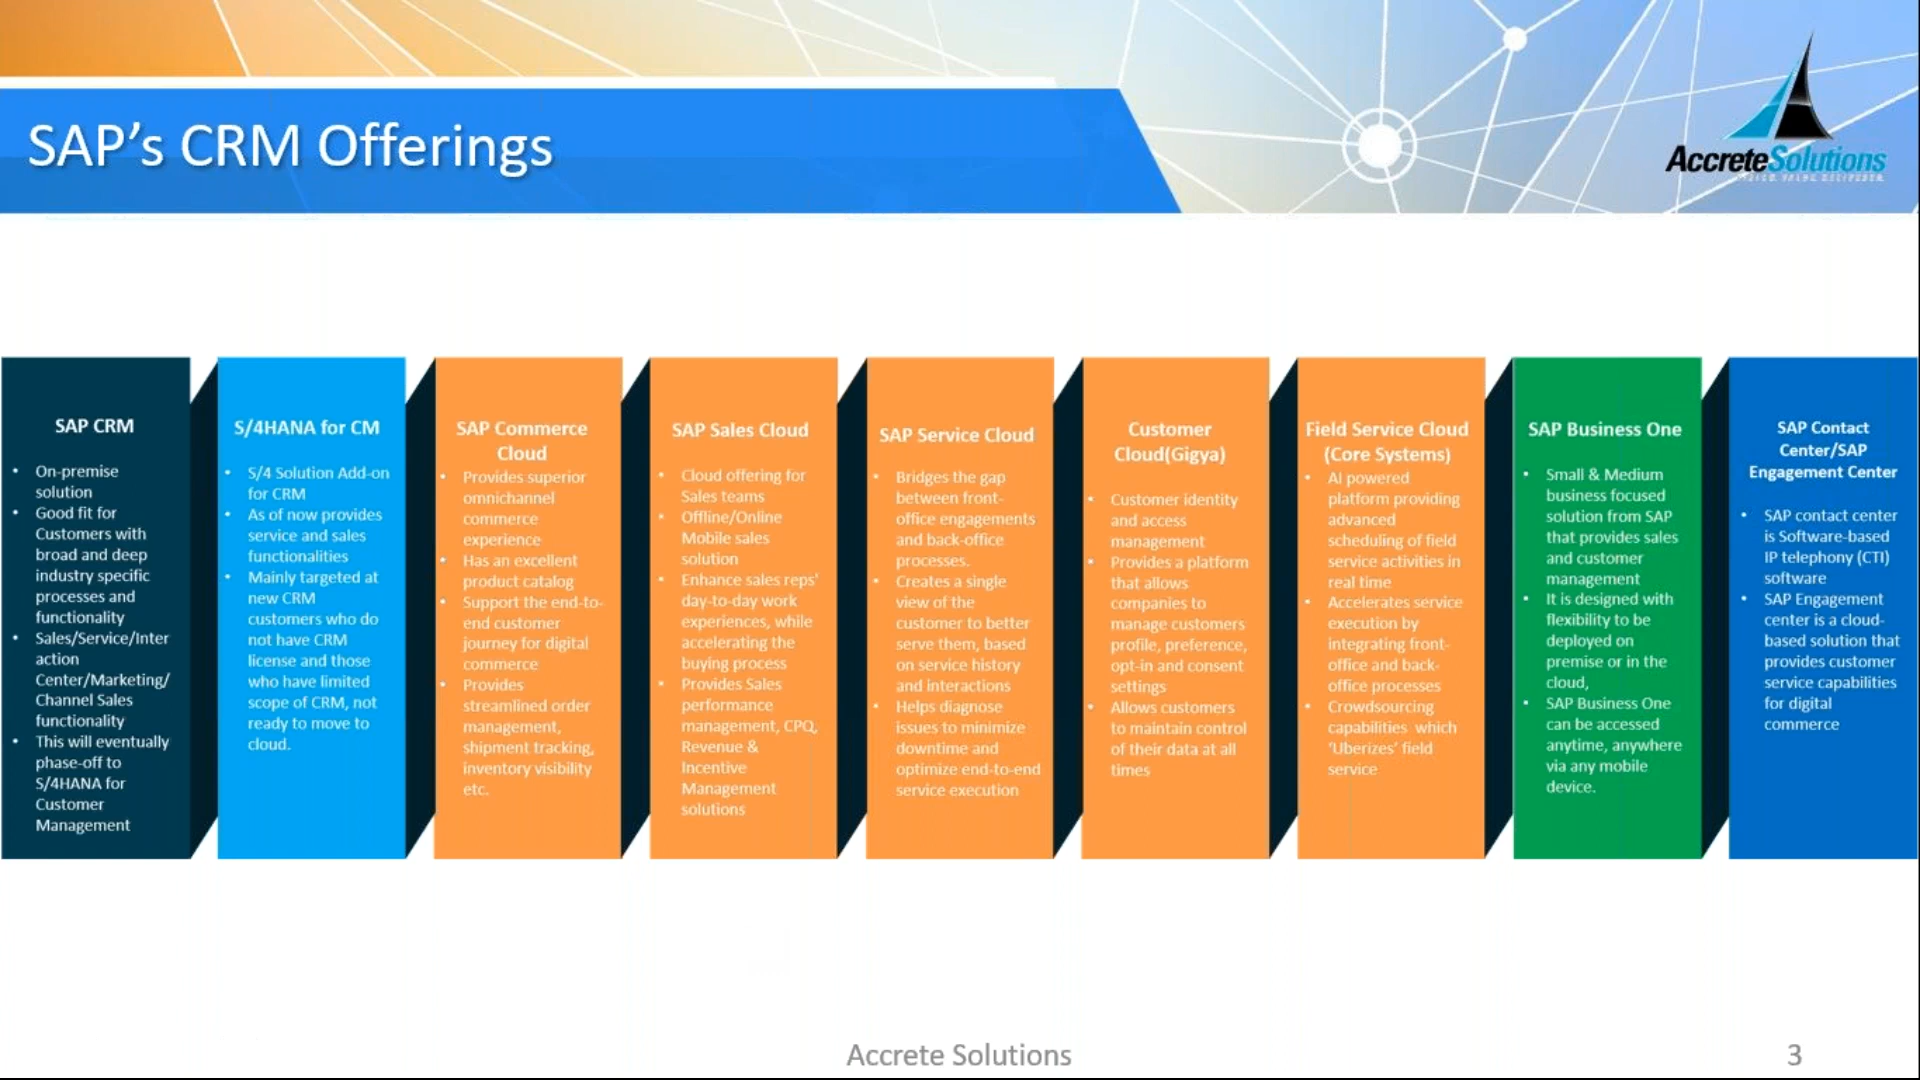 SAP's CRM Offerings
AccreteSolutions
SAP CRM
• On-premise
solution
• Good fit for
Customers with
broad and deep
industry specific
processes and
functionality
• Sales/Service/Inter
action
Center/Marketing/
Channel Sales
functionality
• This will eventually
phase-off to
S/4HANA for
Customer
Management
S/4HANA for CM
• S/4 Solution Add-on
for CRM
• As of now provides
service and sales
functionalities
• Mainly targeted at
new CRM
customers who do
not have CRM
license and those
who have limited
scope of CRM, not
ready to move to
cloud.
SAP Commerce
Cloud
• Provides superior
omnichannel
commerce
experience
• Has an excellent
product catalog
• Support the end-to-
end customer
journey for digital
commerce
• Provides
streamlined order
management,
shipment tracking,
inventory visibility
etc.
SAP Sales Cloud
• Cloud offering for
Sales teams
• Offline/Online
Mobile sales
solution
• Enhance sales reps'
day-to-day work
experiences, while
accelerating the
buying process
• Provides Sales
performance
management, CPQ,
Revenue &
Incentive
Management
solutions
SAP Service Cloud
• Bridges the gap
between front-
office engagements
and back-office
processes.
• Creates a single
view of the
customer to better
serve them, based
on service history
and interactions
• Helps diagnose
issues to minimize
downtime and
optimize end-to-end
service execution
Customer
Cloud(Gigya)
• Customer identity
and access
management
• Provides a platform
that allows
companies to
manage customers
profile, preference,
opt-in and consent
settings
• Allows customers
to maintain control
of their data at all
times
Field Service Cloud
(Core Systems)
• AI powered
platform providing
advanced
scheduling of field
service activities in
real time
• Accelerates service
execution by
integrating front-
office and back-
office processes
• Crowdsourcing
capabilities which
'Uberizes' field
service
SAP Business One
• Small & Medium
business focused
solution from SAP
that provides sales
and customer
management
• It is designed with
flexibility to be
deployed on
premise or in the
cloud,
• SAP Business One
can be accessed
anytime, anywhere
via any mobile
device.
SAP Contact
Center/SAP
Engagement Center
• SAP contact center
is Software-based
IP telephony (CTI)
software
• SAP Engagement
center is a cloud-
based solution that
provides customer
service capabilities
for digital
commerce
Accrete Solutions
3